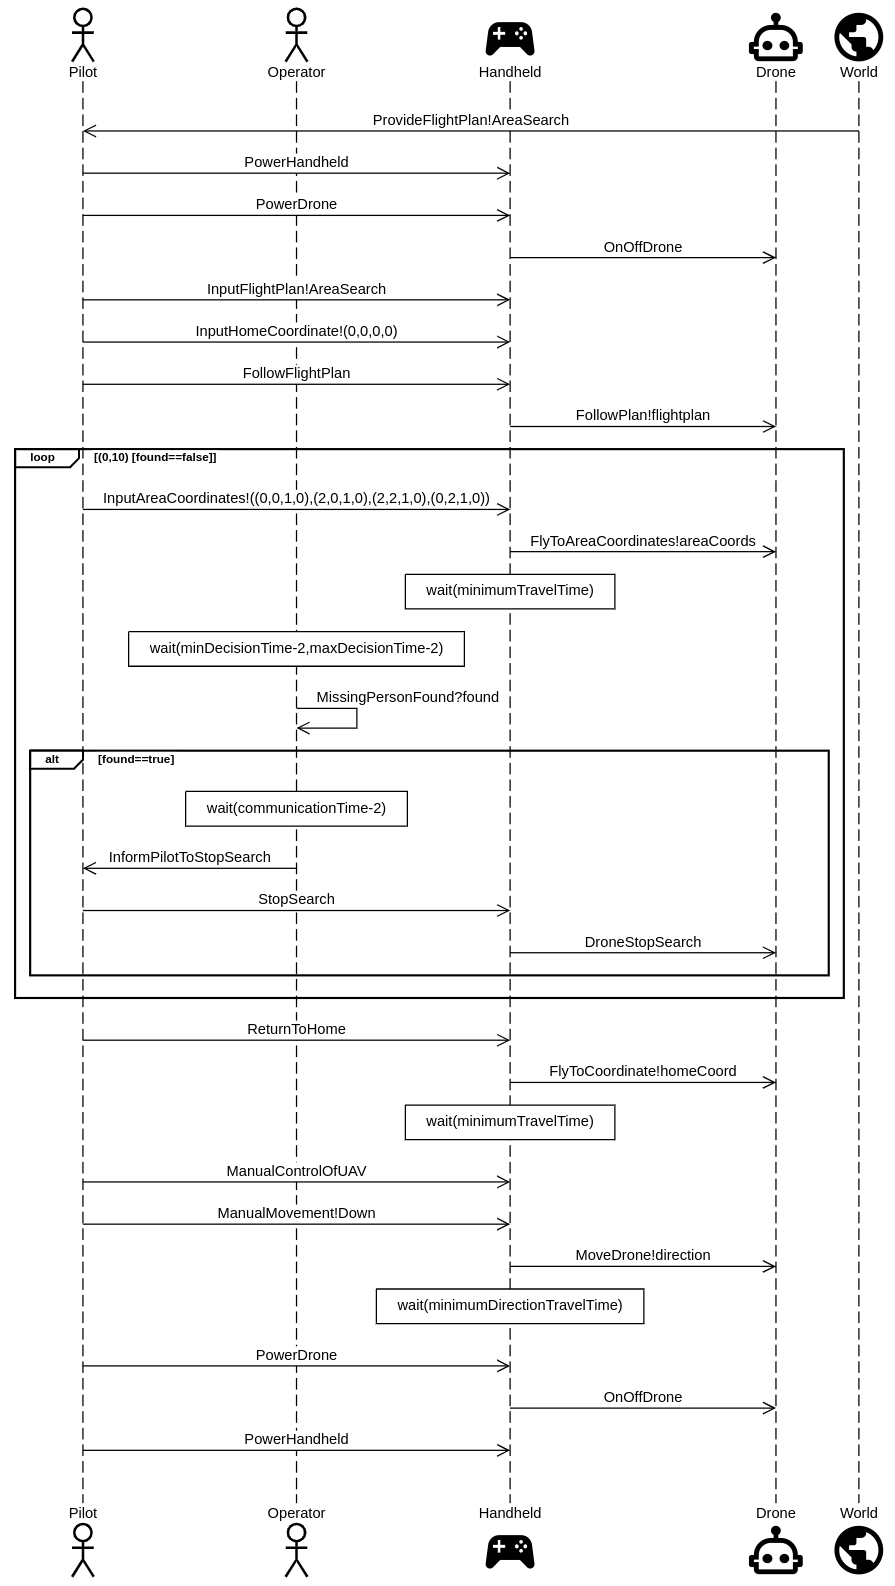 Pilot
Operator
Handheld
Drone
World
ProvideFlightPlan!AreaSearch
PowerHandheld
PowerDrone
OnOffDrone
InputFlightPlan!AreaSearch
InputHomeCoordinate!(0,0,0,0)
FollowFlightPlan
FollowPlan!flightplan
loop
[(0,10) [found==false]]
InputAreaCoordinates!((0,0,1,0),(2,0,1,0),(2,2,1,0),(0,2,1,0))
FlyToAreaCoordinates!areaCoords
wait(minimumTravelTime)
wait(minDecisionTime-2,maxDecisionTime-2)
MissingPersonFound?found
alt
[found==true]
wait(communicationTime-2)
InformPilotToStopSearch
StopSearch
DroneStopSearch
ReturnToHome
FlyToCoordinate!homeCoord
wait(minimumTravelTime)
ManualControlOfUAV
ManualMovement!Down
MoveDrone!direction
wait(minimumDirectionTravelTime)
PowerDrone
OnOffDrone
PowerHandheld
Pilot
Operator
Handheld
Drone
World